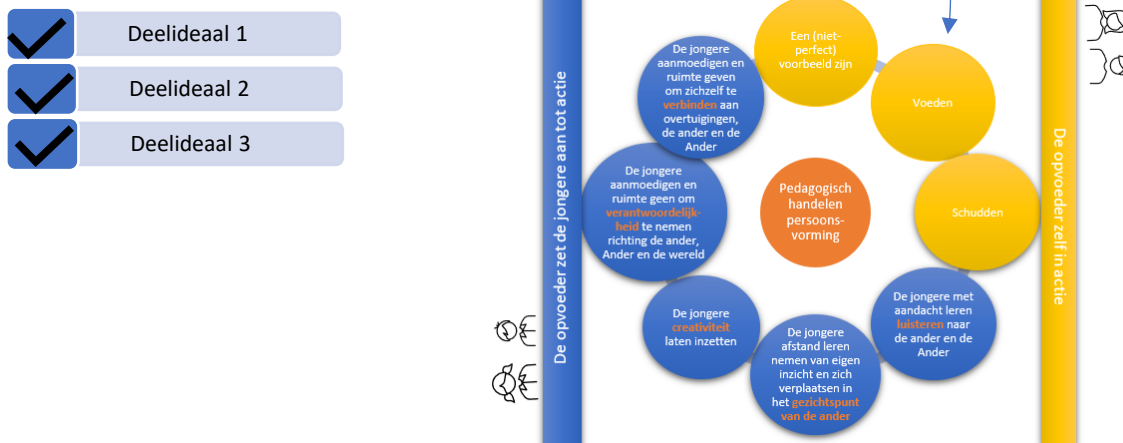 Deelideaal 1
Deelideaal 2
Deelideaal 3
De opvoeder zet de jongere aan tot actie
Een (niet-
perfect)
voorbeeld zijn
Voeden
Schudden
De jongere met
aandacht leren
luisteren naar
de ander en de
Ander
De jongere
afstand leren
nemen van eigen
inzicht en zich
verplaatsen in
het gezichtspunt
van de ander
De jongere
creativiteit
laten inzetten
De jongere
aanmoedigen en
ruimte geen om
verantwoordelijk-
heid te nemen
richting de ander,
Ander en de wereld
De jongere
aanmoedigen en
ruimte geven
om zichzelf te
verbinden aan
overtuigingen,
de ander en de
Ander
Pedagogisch
handelen
persoons-
vorming
De opvoeder zelf in actie